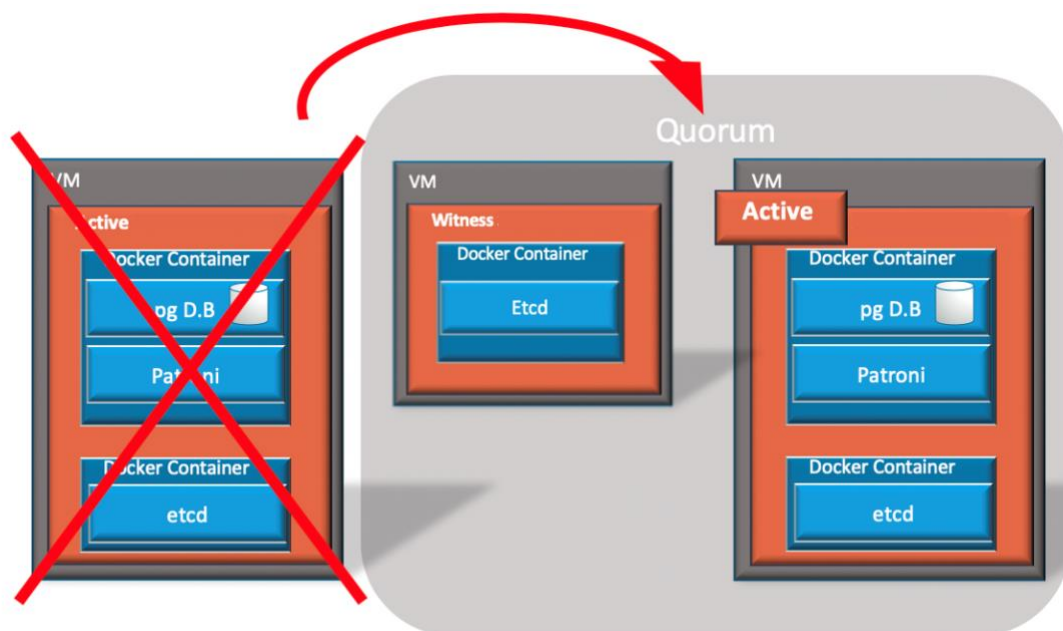 Quorum
VM
Active
Docker Container
pg D.B
Patroni
Docker Container
etcd
VM
Witness
Docker Container
Etcd
VM
Active
Docker Container
pg D.B
Patroni
Docker Container
etcd